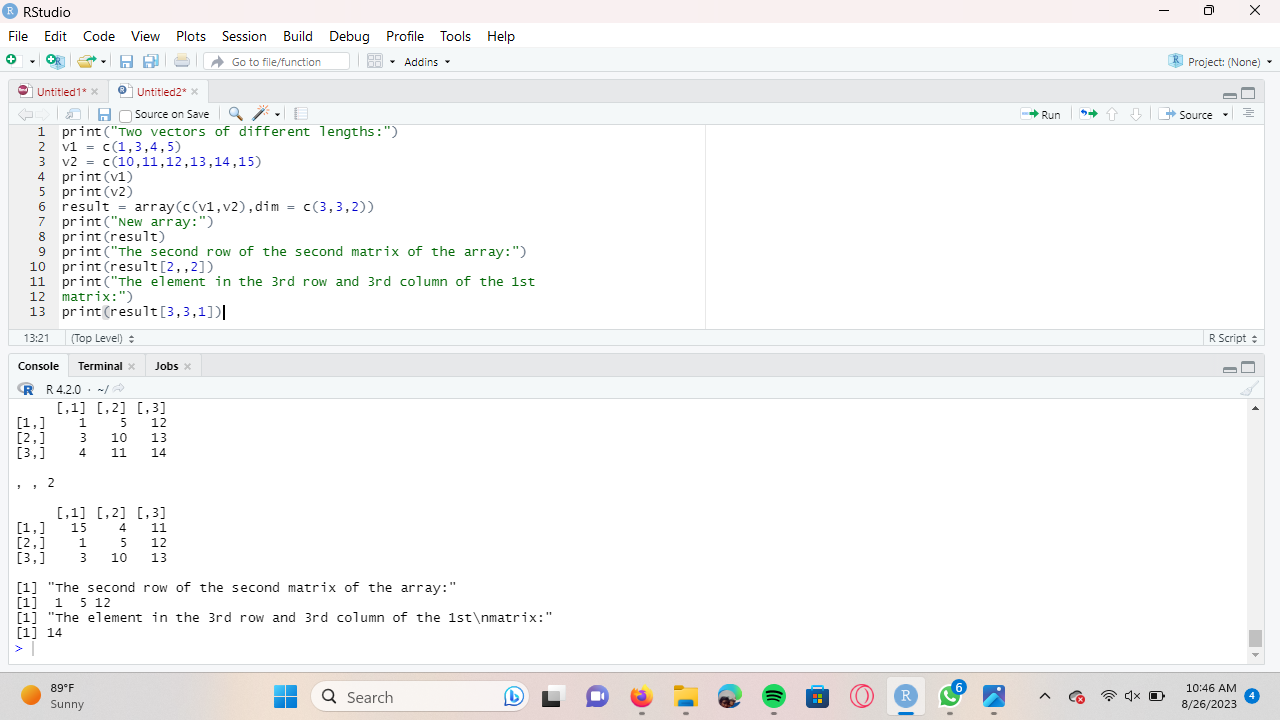 RStudio
File Edit Code View Plots Session Build Debug Profile Tools Help
Go to file/function Addins Project: (None)
Untitled1* Untitled2*
Source on Save Run Source
1 print("Two vectors of different lengths:")
2 v1 = c(1,3,4,5)
3 v2 = c(10,11,12,13,14,15)
4 print(v1)
5 print(v2)
6 result = array(c(v1,v2),dim = c(3,3,2))
7 print("New array:")
8 print(result)
9 print("The second row of the second matrix of the array:")
10 print(result[2,,2])
11 print("The element in the 3rd row and 3rd column of the 1st
12 matrix:")
13 print(result[3,3,1])
13:21 (Top Level) R Script
Console Terminal Jobs
R 4.2.0 · ~/
[,1] [,2] [,3]
[1,] 1 5 12
[2,] 3 10 13
[3,] 4 11 14
, , 2
[,1] [,2] [,3]
[1,] 15 4 11
[2,] 1 5 12
[3,] 3 10 13
[1] "The second row of the second matrix of the array:"
[1] 1 5 12
[1] "The element in the 3rd row and 3rd column of the 1st\nmatrix:"
[1] 14
>
89°F
Sunny
Search
6
10:46 AM
8/26/2023
4